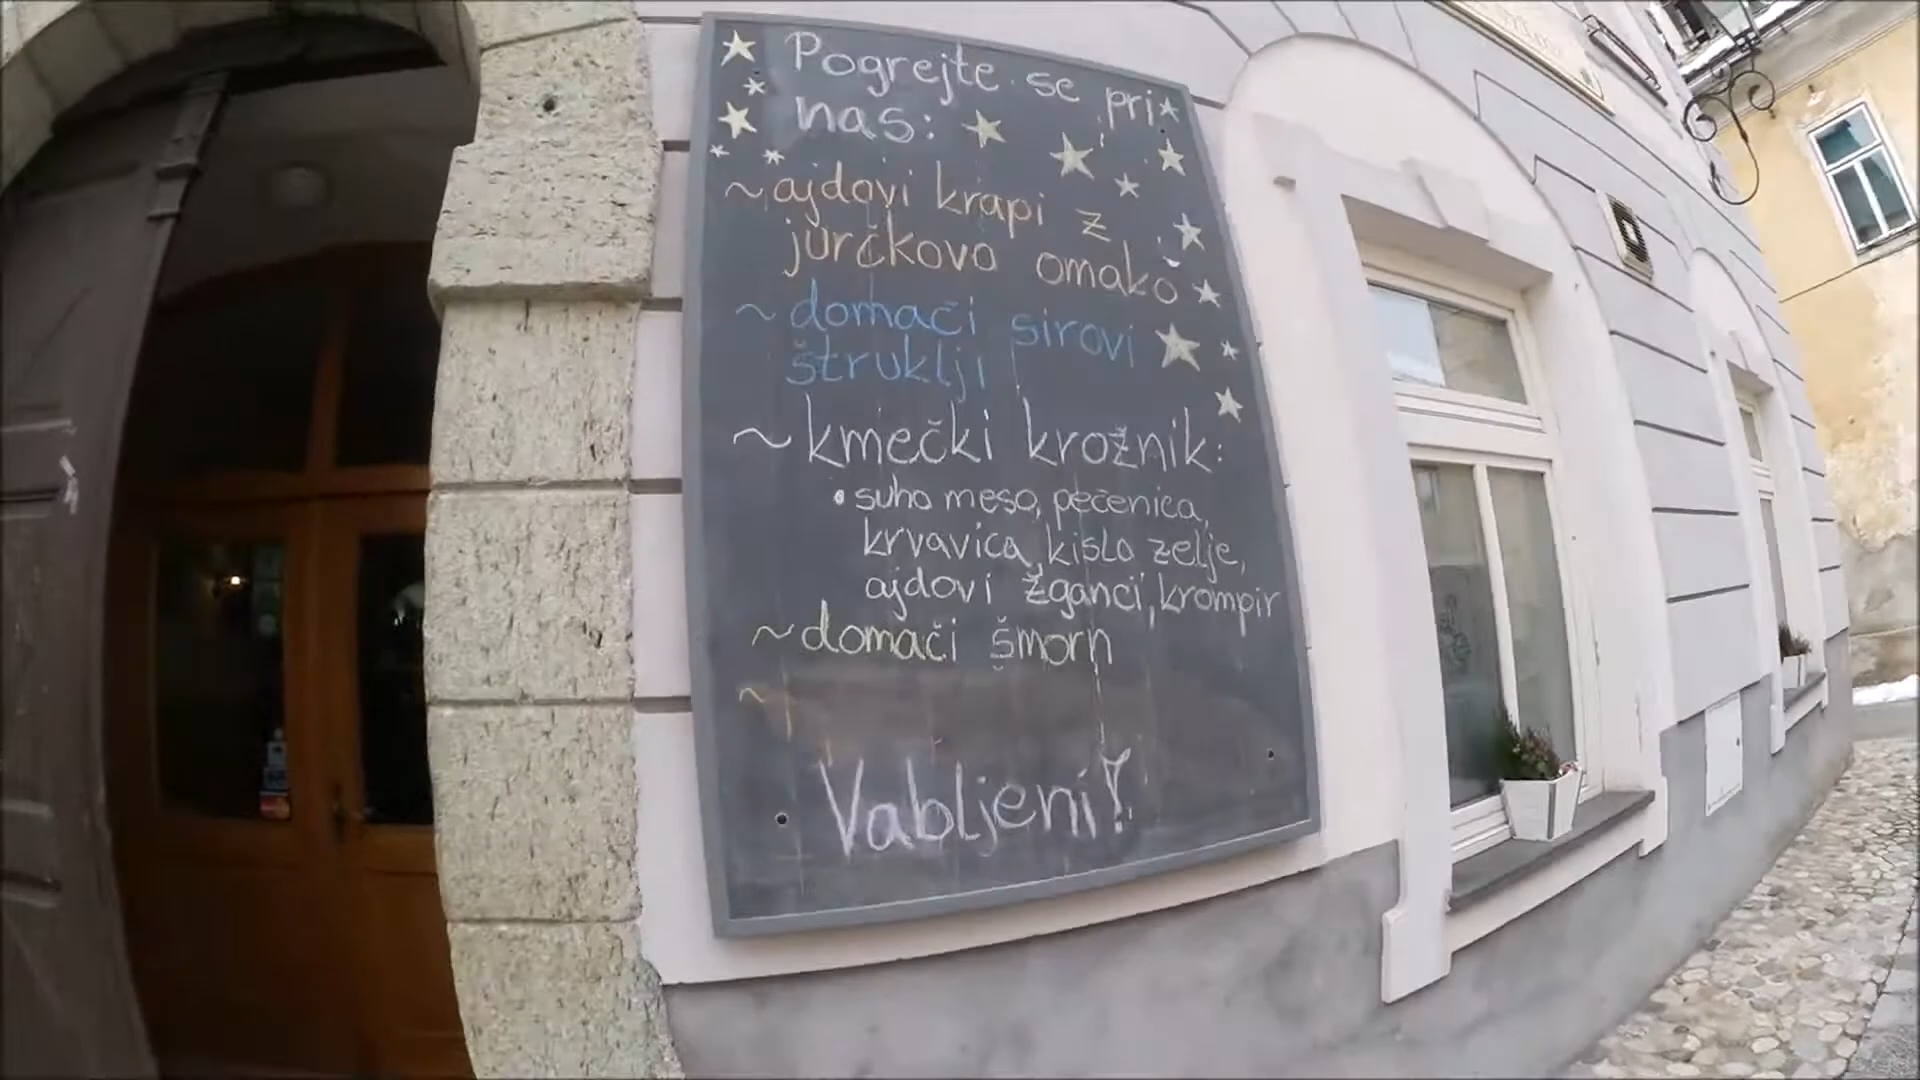 Pogrejte se pri
nas:
~ajdovi krapi z
jurčkovo omako
~domači sirovi
štruklji
~kmečki krožnik:
•suho meso, pečenica,
krvavica, kislo zelje,
ajdovi žganci, krompir
~domači šmorn
~
Vabljeni!